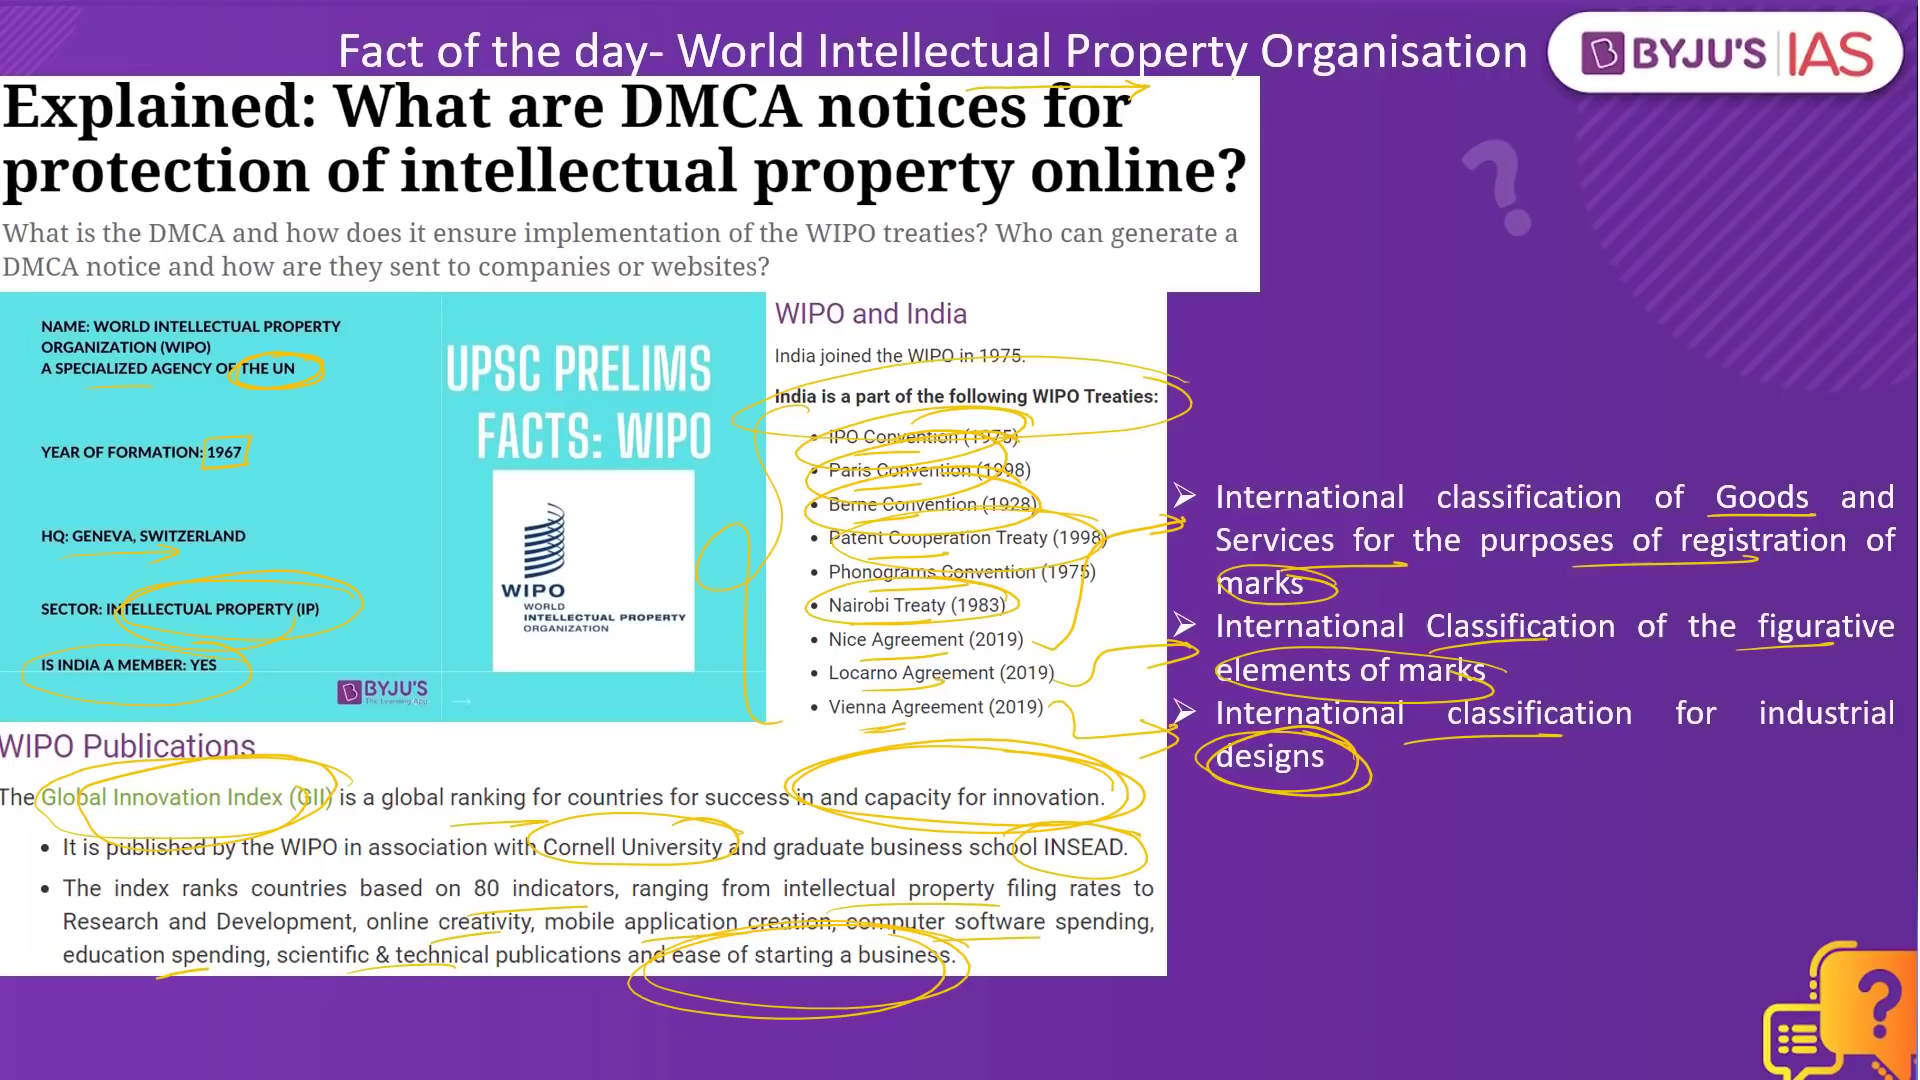 Fact of the day- World Intellectual Property Organisation
BYJU'S IAS
Explained: What are DMCA notices for
protection of intellectual property online?
What is the DMCA and how does it ensure implementation of the WIPO treaties? Who can generate a
DMCA notice and how are they sent to companies or websites?
NAME: WORLD INTELLECTUAL PROPERTY
ORGANIZATION (WIPO)
A SPECIALIZED AGENCY OF THE UN
YEAR OF FORMATION: 1967
HQ: GENEVA, SWITZERLAND
SECTOR: INTELLECTUAL PROPERTY (IP)
IS INDIA A MEMBER: YES
BYJU'S
The Learning App
UPSC PRELIMS
FACTS: WIPO
WIPO
WORLD
INTELLECTUAL PROPERTY
ORGANIZATION
WIPO and India
India joined the WIPO in 1975.
India is a part of the following WIPO Treaties:
• IPO Convention (1975)
• Paris Convention (1998)
• Berne Convention (1928)
• Patent Cooperation Treaty (1998)
• Phonograms Convention (1975)
• Nairobi Treaty (1983)
• Nice Agreement (2019)
• Locarno Agreement (2019)
• Vienna Agreement (2019)
International classification of Goods and
Services for the purposes of registration of
marks
International Classification of the figurative
elements of marks
International classification for industrial
designs
WIPO Publications
The Global Innovation Index (GII) is a global ranking for countries for success in and capacity for innovation.
• It is published by the WIPO in association with Cornell University and graduate business school INSEAD.
• The index ranks countries based on 80 indicators, ranging from intellectual property filing rates to
Research and Development, online creativity, mobile application creation, computer software spending,
education spending, scientific & technical publications and ease of starting a business.